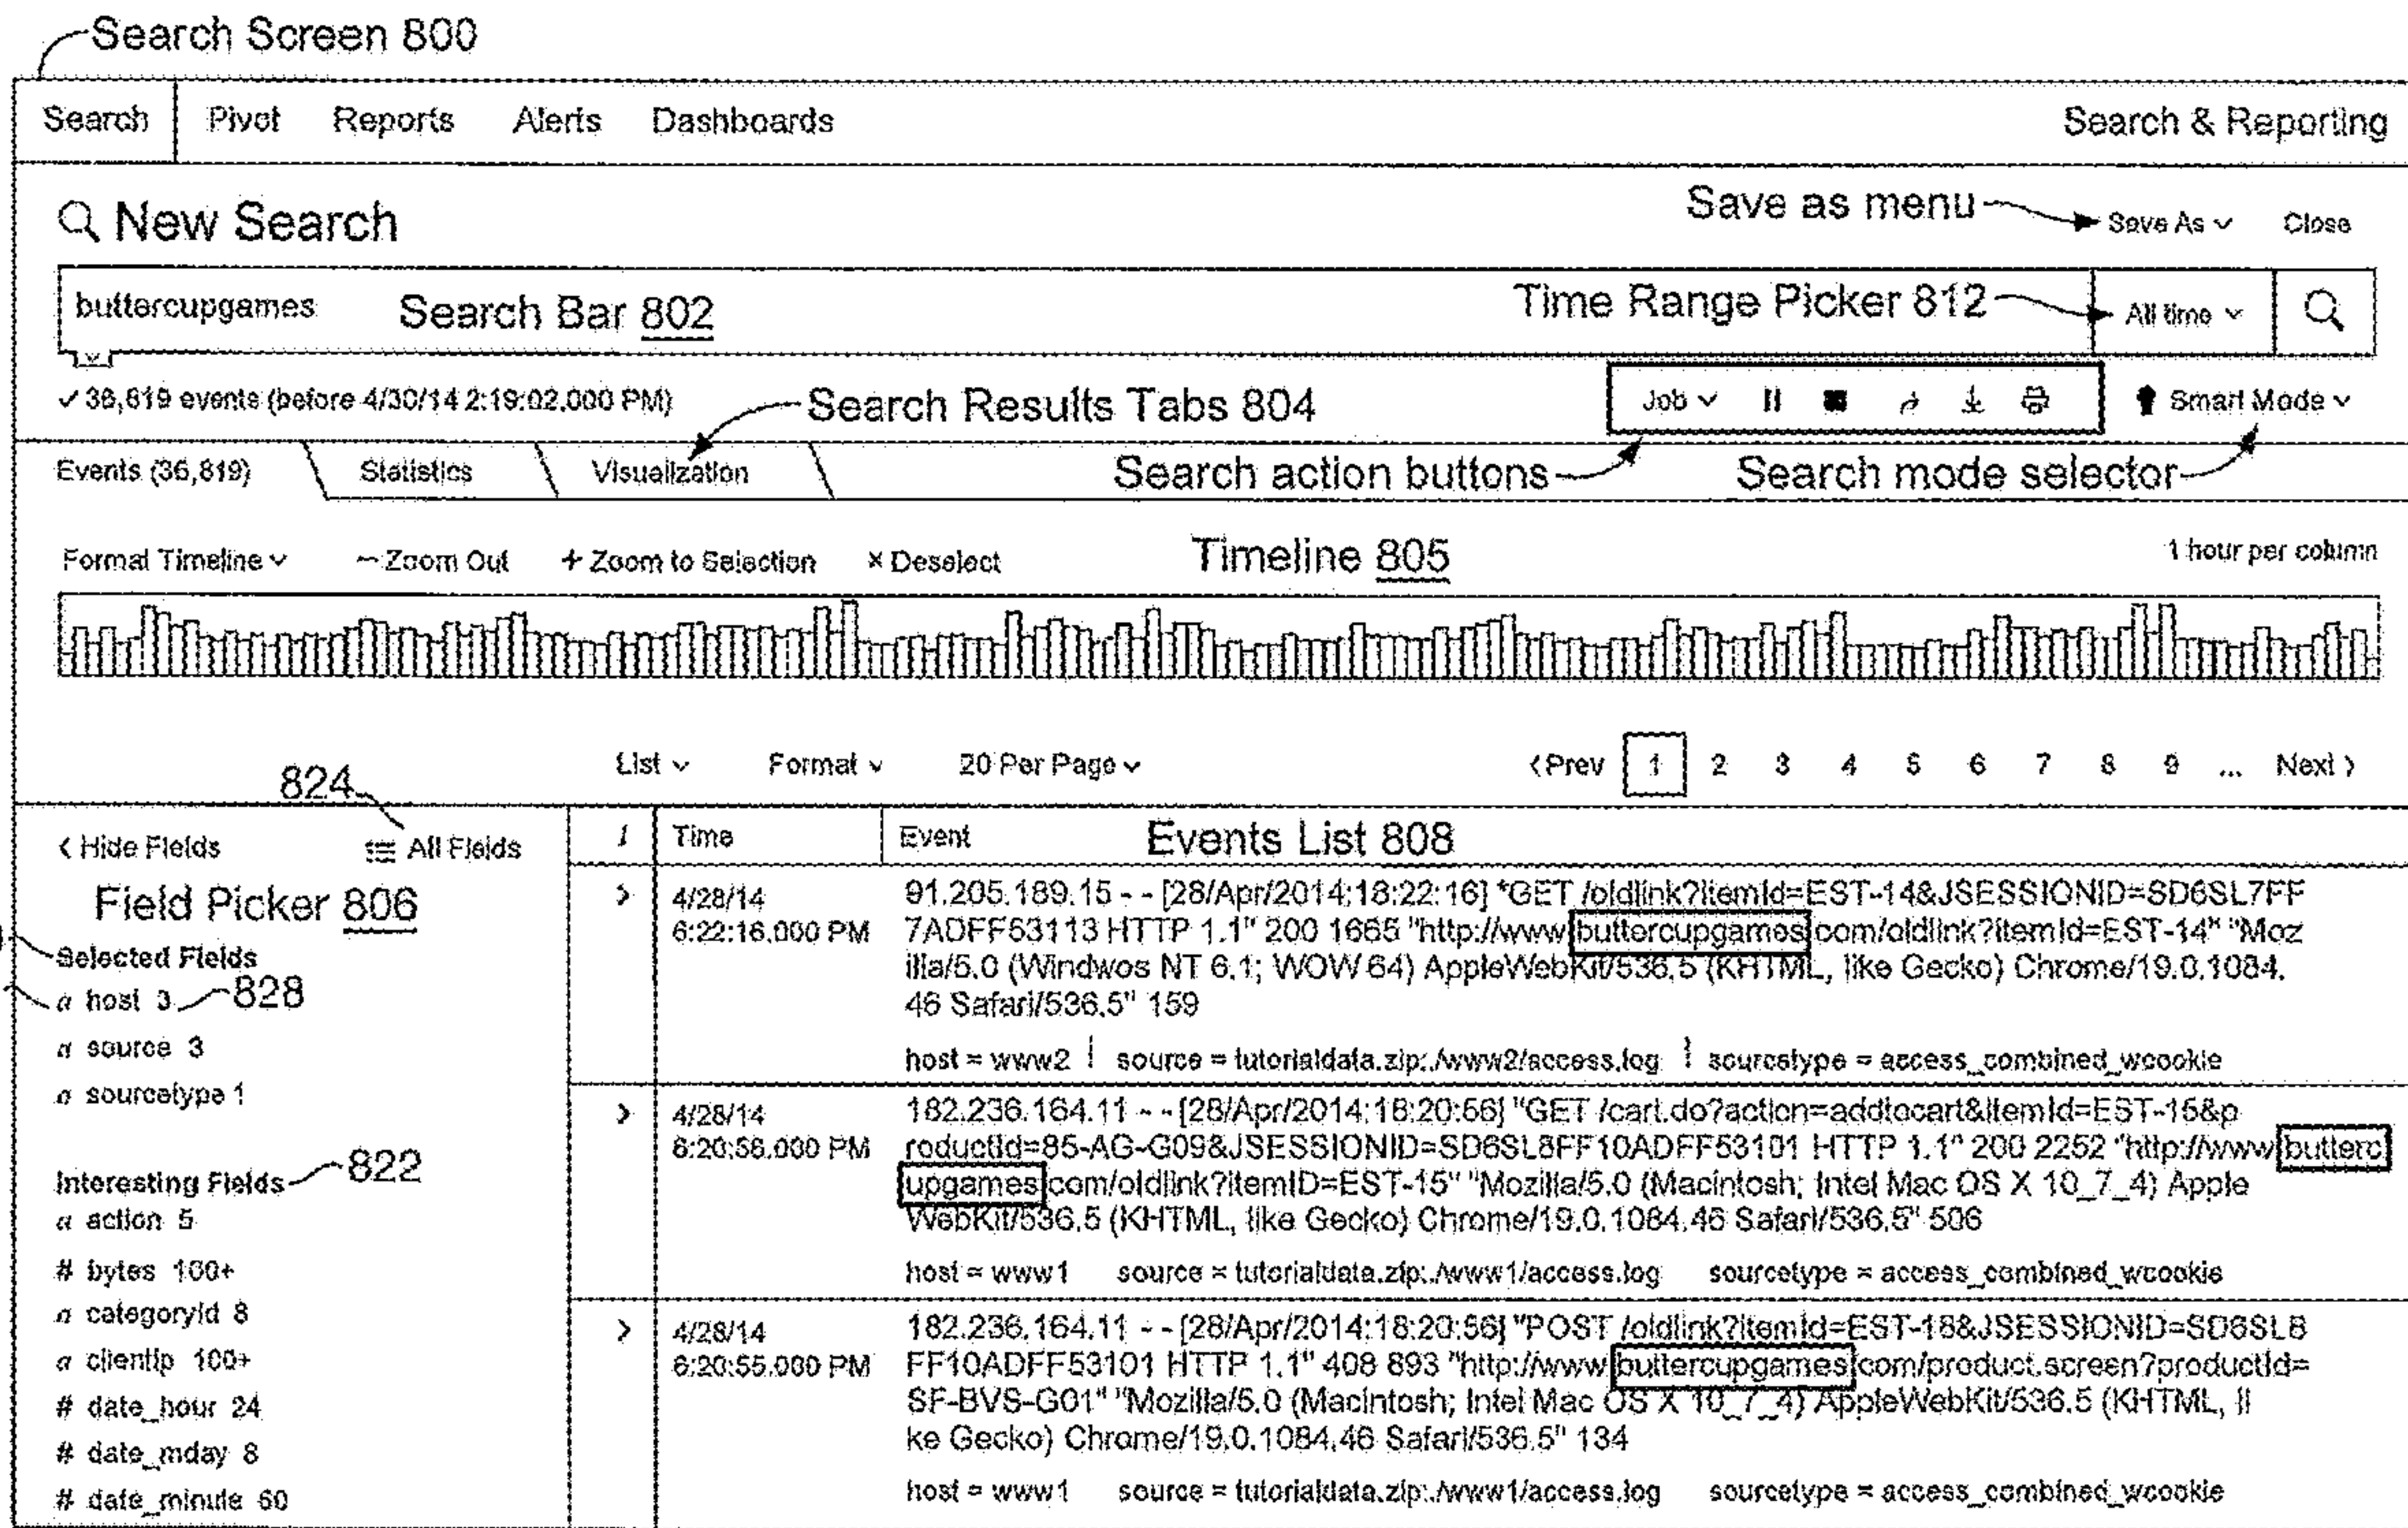 Search Screen 800
Search Pivot Reports Alerts Dashboards Search & Reporting
New Search
Save as menu Save As Close
buttercupgames Search Bar 802 Time Range Picker 812 All time
✓ 36,819 events (before 4/30/14 2:19:02.000 PM) Search Results Tabs 804 Job Smart Mode
Events (36,819) Statistics Visualization Search action buttons Search mode selector
Format Timeline – Zoom Out + Zoom to Selection × Deselect Timeline 805 1 hour per column
List Format 20 Per Page < Prev 1 2 3 4 5 6 7 8 9 ... Next >
824
< Hide Fields All Fields
Field Picker 806
Selected Fields
a host 3 828
a source 3
a sourcetype 1
Interesting Fields 822
a action 5
# bytes 100+
a categoryId 8
a clientip 100+
# date_hour 24
# date_mday 8
# date_minute 60
i Time Event Events List 808
> 4/28/14 6:22:16.000 PM
91.205.189.15 - - [28/Apr/2014:18:22:16] "GET /oldlink?itemId=EST-14&JSESSIONID=SD6SL7FF
7ADFF53113 HTTP 1.1" 200 1665 "http://www.buttercupgames.com/oldlink?itemId=EST-14" "Moz
illa/5.0 (Windwos NT 6.1; WOW 64) AppleWebKit/536.5 (KHTML, like Gecko) Chrome/19.0.1084.
46 Safari/536.5" 159
host = www2 source = tutorialdata.zip:./www2/access.log sourcetype = access_combined_wcookie
> 4/28/14 6:20:56.000 PM
182.236.164.11 - - [28/Apr/2014:18:20:56] "GET /cart.do?action=addtocart&itemId=EST-15&p
roductId=85-AG-G09&JSESSIONID=SD6SL8FF10ADFF53101 HTTP 1.1" 200 2252 "http://www.butterc
upgames.com/oldlink?itemID=EST-15" "Mozilla/5.0 (Macintosh; Intel Mac OS X 10_7_4) Apple
WebKit/536.5 (KHTML, like Gecko) Chrome/19.0.1084.46 Safari/536.5" 506
host = www1 source = tutorialdata.zip:./www1/access.log sourcetype = access_combined_wcookie
> 4/28/14 6:20:55.000 PM
182.236.164.11 - - [28/Apr/2014:18:20:56] "POST /oldlink?itemId=EST-18&JSESSIONID=SD6SL8
FF10ADFF53101 HTTP 1.1" 408 893 "http://www.buttercupgames.com/product.screen?productId=
SF-BVS-G01" "Mozilla/5.0 (Macintosh; Intel Mac OS X 10_7_4) AppleWebKit/536.5 (KHTML, li
ke Gecko) Chrome/19.0.1084.46 Safari/536.5" 134
host = www1 source = tutorialdata.zip:./www1/access.log sourcetype = access_combined_wcookie